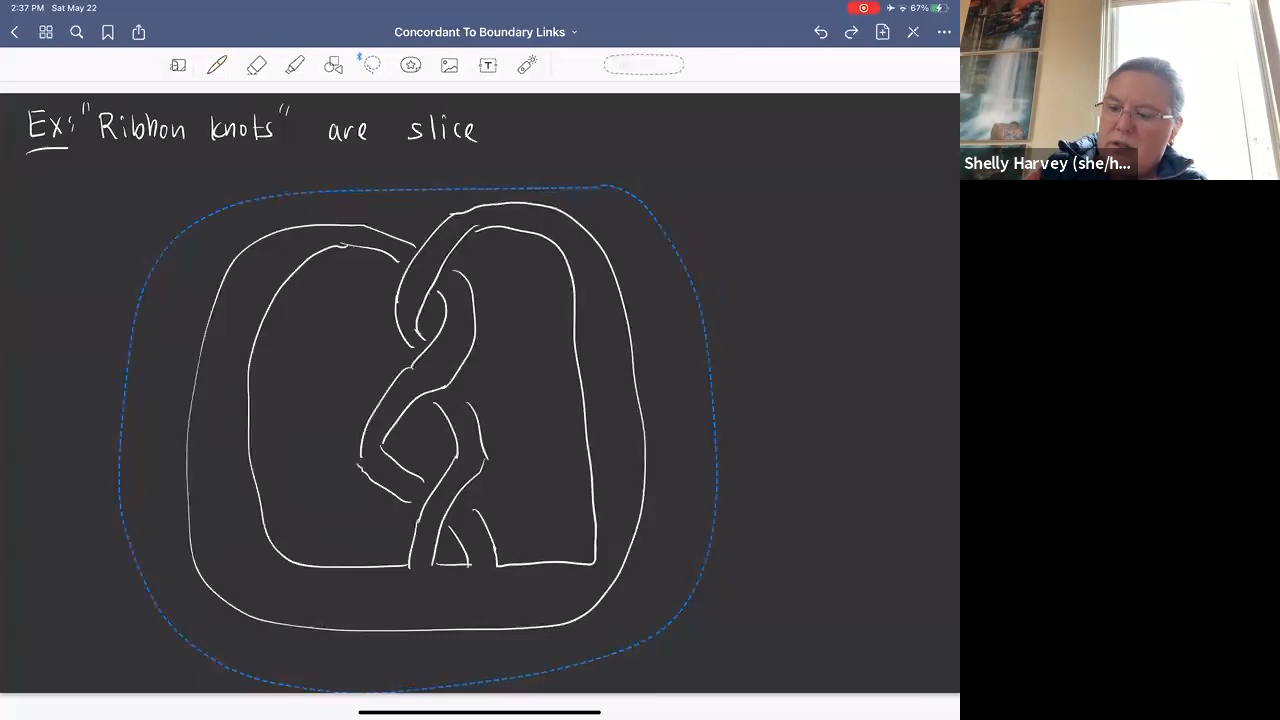 2:37 PM Sat May 22
67%
Concordant To Boundary Links
T
Ex: "Ribbon knots" are slice
Shelly Harvey (she/h...